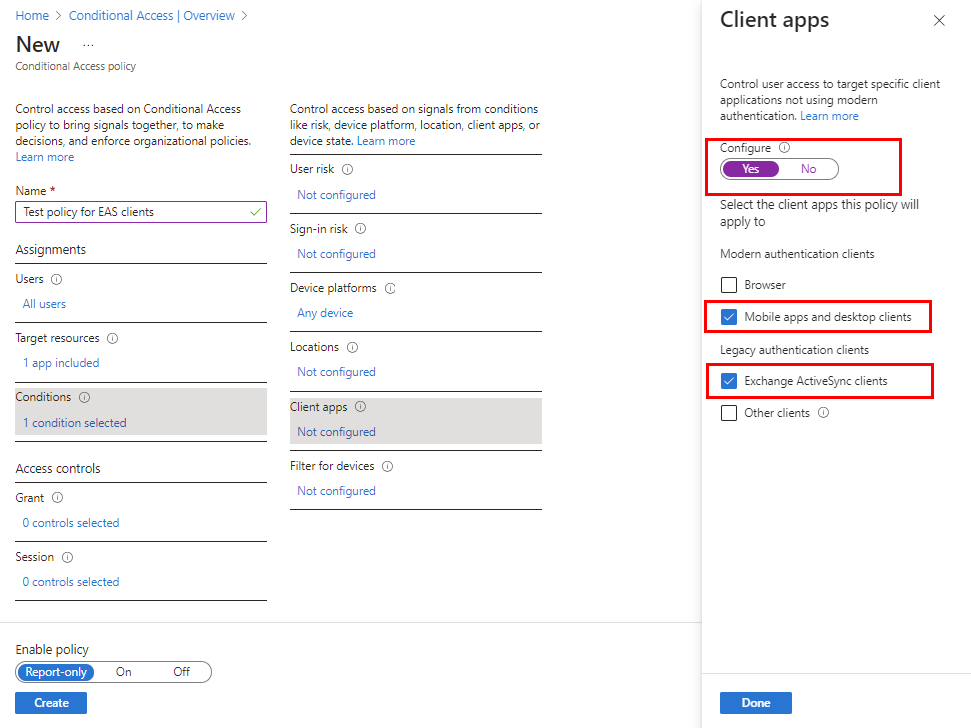 Home > Conditional Access | Overview >
New ...
Conditional Access policy
Control access based on Conditional Access
policy to bring signals together, to make
decisions, and enforce organizational policies.
Learn more
Name *
Test policy for EAS clients
Assignments
Users
All users
Target resources
1 app included
Conditions
1 condition selected
Access controls
Grant
0 controls selected
Session
0 controls selected
Control access based on signals from conditions
like risk, device platform, location, client apps, or
device state. Learn more
User risk
Not configured
Sign-in risk
Not configured
Device platforms
Any device
Locations
Not configured
Client apps
Not configured
Filter for devices
Not configured
Enable policy
Report-only On Off
Create
Client apps
Control user access to target specific client
applications not using modern
authentication. Learn more
Configure
Yes No
Select the client apps this policy will
apply to
Modern authentication clients
Browser
Mobile apps and desktop clients
Legacy authentication clients
Exchange ActiveSync clients
Other clients
Done